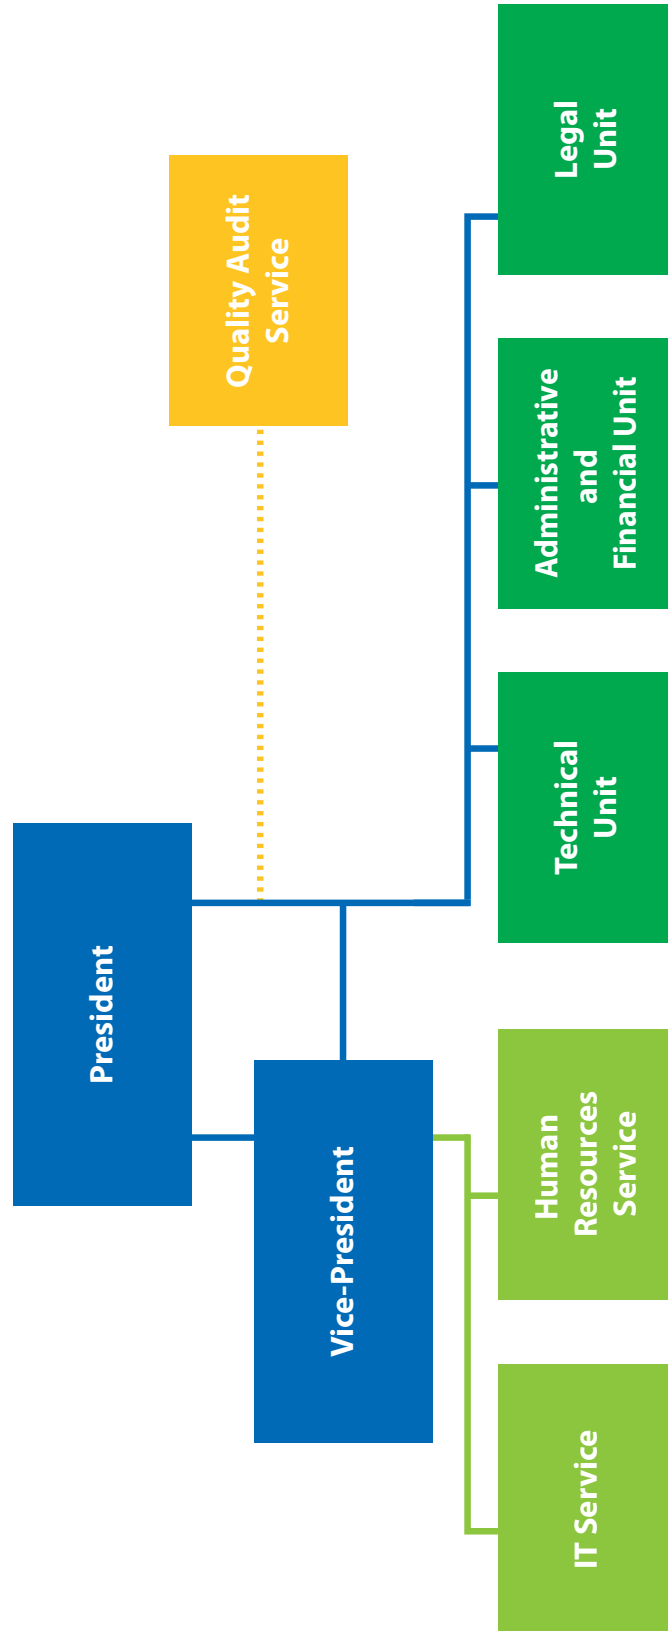 President
Quality Audit
Service
Vice-President
IT Service
Human
Resources
Service
Technical
Unit
Administrative
and
Financial Unit
Legal
Unit